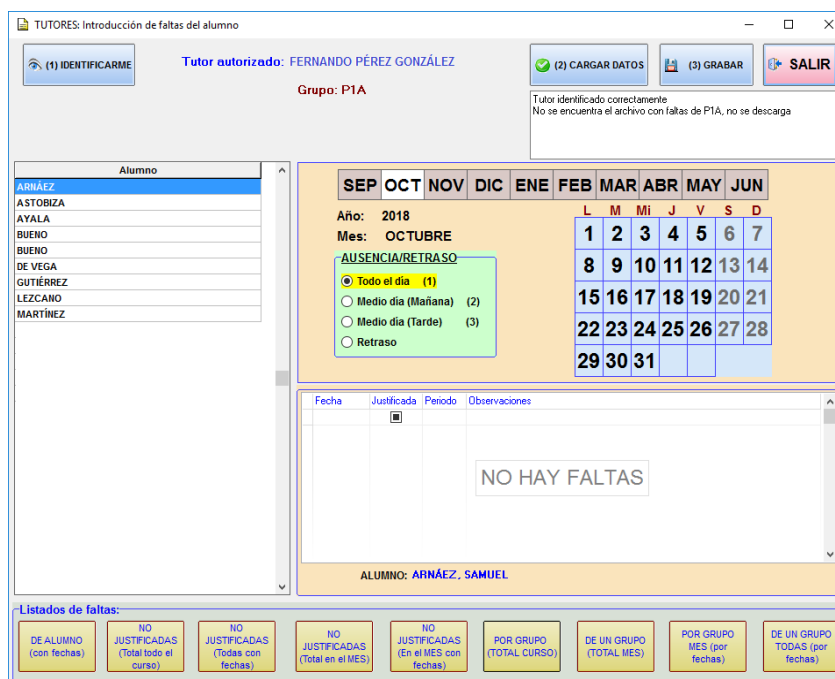 TUTORES: Introducción de faltas del alumno
(1) IDENTIFICARME
Tutor autorizado: FERNANDO PÉREZ GONZÁLEZ
Grupo: P1A
(2) CARGAR DATOS
(3) GRABAR
SALIR
Tutor identificado correctamente
No se encuentra el archivo con faltas de P1A, no se descarga
Alumno
ARNÁEZ
ASTOBIZA
AYALA
BUENO
BUENO
DE VEGA
GUTIÉRREZ
LEZCANO
MARTÍNEZ
SEP OCT NOV DIC ENE FEB MAR ABR MAY JUN
Año: 2018
Mes: OCTUBRE
AUSENCIA/RETRASO
Todo el día (1)
Medio dia (Mañana) (2)
Medio dia (Tarde) (3)
Retraso
L M Mi J V S D
1 2 3 4 5 6 7
8 9 10 11 12 13 14
15 16 17 18 19 20 21
22 23 24 25 26 27 28
29 30 31
Fecha Justificada Periodo Observaciones
NO HAY FALTAS
ALUMNO: ARNÁEZ, SAMUEL
Listados de faltas:
DE ALUMNO
(con fechas)
NO
JUSTIFICADAS
(Total todo el
curso)
NO
JUSTIFICADAS
(Todas con
fechas)
NO
JUSTIFICADAS
(Total en el MES)
NO
JUSTIFICADAS
(En el MES con
fechas)
POR GRUPO
(TOTAL CURSO)
DE UN GRUPO
(TOTAL MES)
POR GRUPO
MES (por
fechas)
DE UN GRUPO
TODAS (por
fechas)